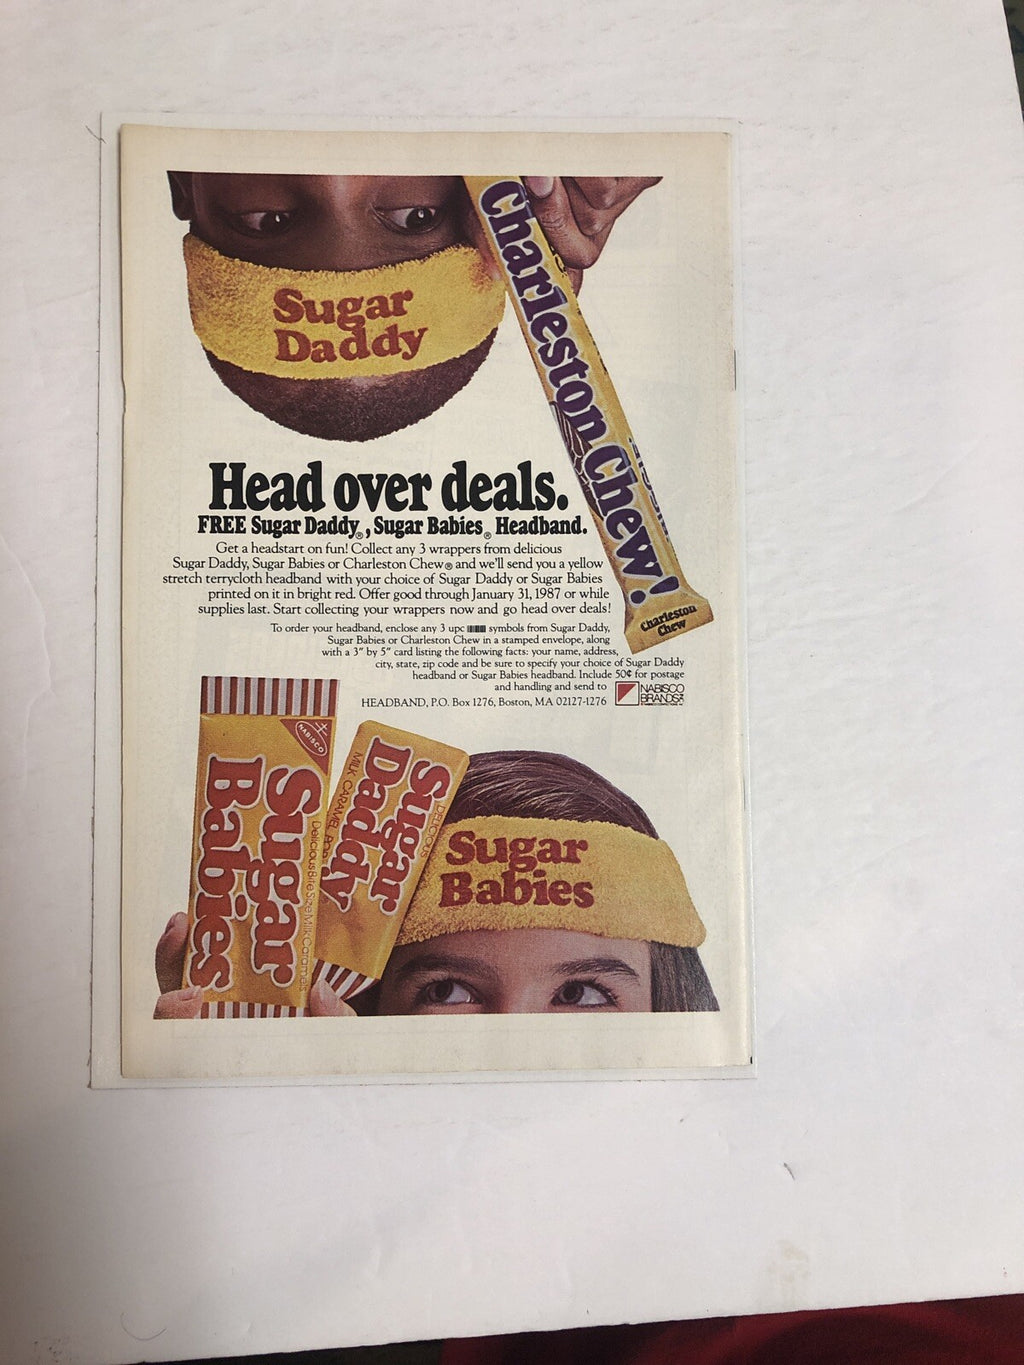 Sugar
Daddy
Charleston Chew!
Charleston
Chew
Head over deals.
FREE Sugar Daddy®, Sugar Babies® Headband.
Get a headstart on fun! Collect any 3 wrappers from delicious
Sugar Daddy, Sugar Babies or Charleston Chew® and we'll send you a yellow
stretch terrycloth headband with your choice of Sugar Daddy or Sugar Babies
printed on it in bright red. Offer good through January 31, 1987 or while
supplies last. Start collecting your wrappers now and go head over deals!
To order your headband, enclose any 3 upc symbols from Sugar Daddy,
Sugar Babies or Charleston Chew in a stamped envelope, along
with a 3" by 5" card listing the following facts: your name, address,
city, state, zip code and be sure to specify your choice of Sugar Daddy
headband or Sugar Babies headband. Include 50¢ for postage
and handling and send to
HEADBAND, P.O. Box 1276, Boston, MA 02127-1276
NABISCO
BRANDS
NABISCO
Sugar
Babies
Delicious Bite Size Milk Caramels
DELICIOUS
Sugar
Daddy
MILK CARAMEL POP
Sugar
Babies